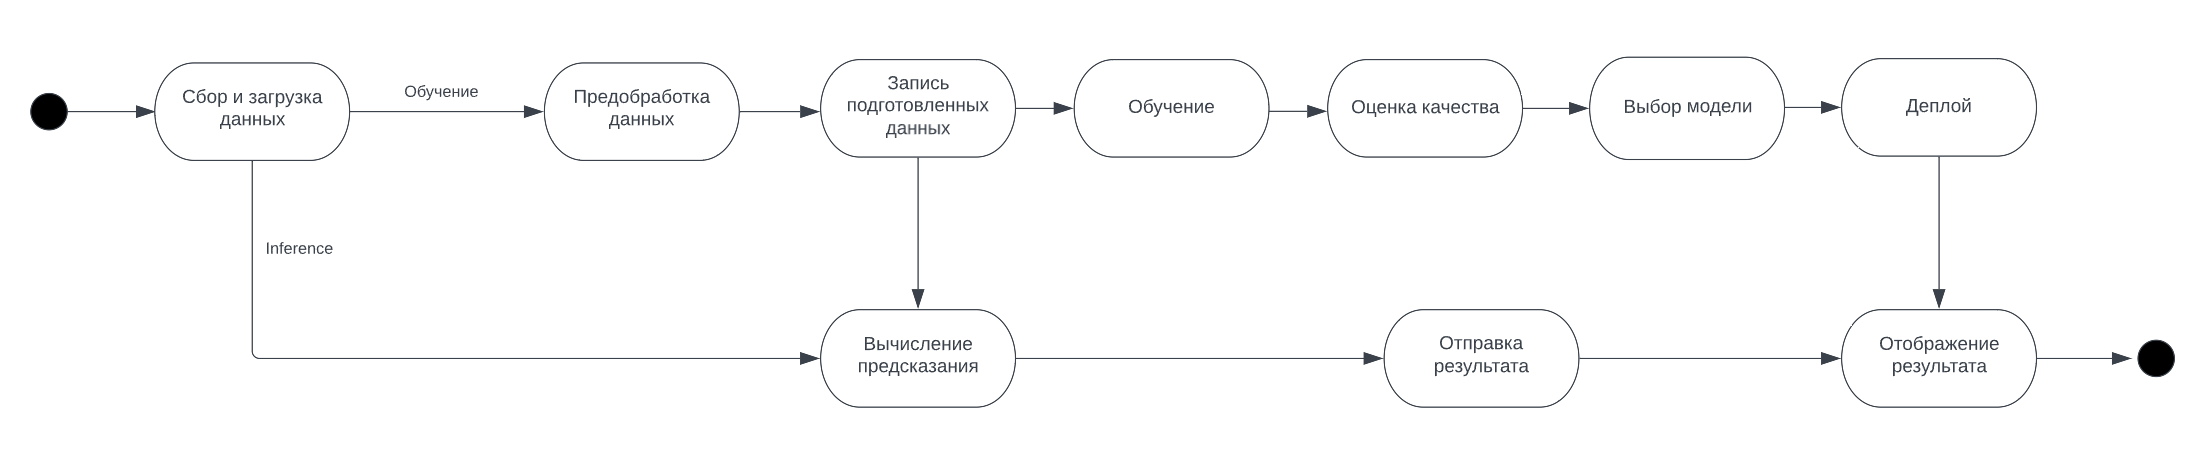 Сбор и загрузка
данных
Обучение
Предобработка
данных
Запись
подготовленных
данных
Обучение
Оценка качества
Выбор модели
Деплой
Inference
Вычисление
предсказания
Отправка
результата
Отображение
результата